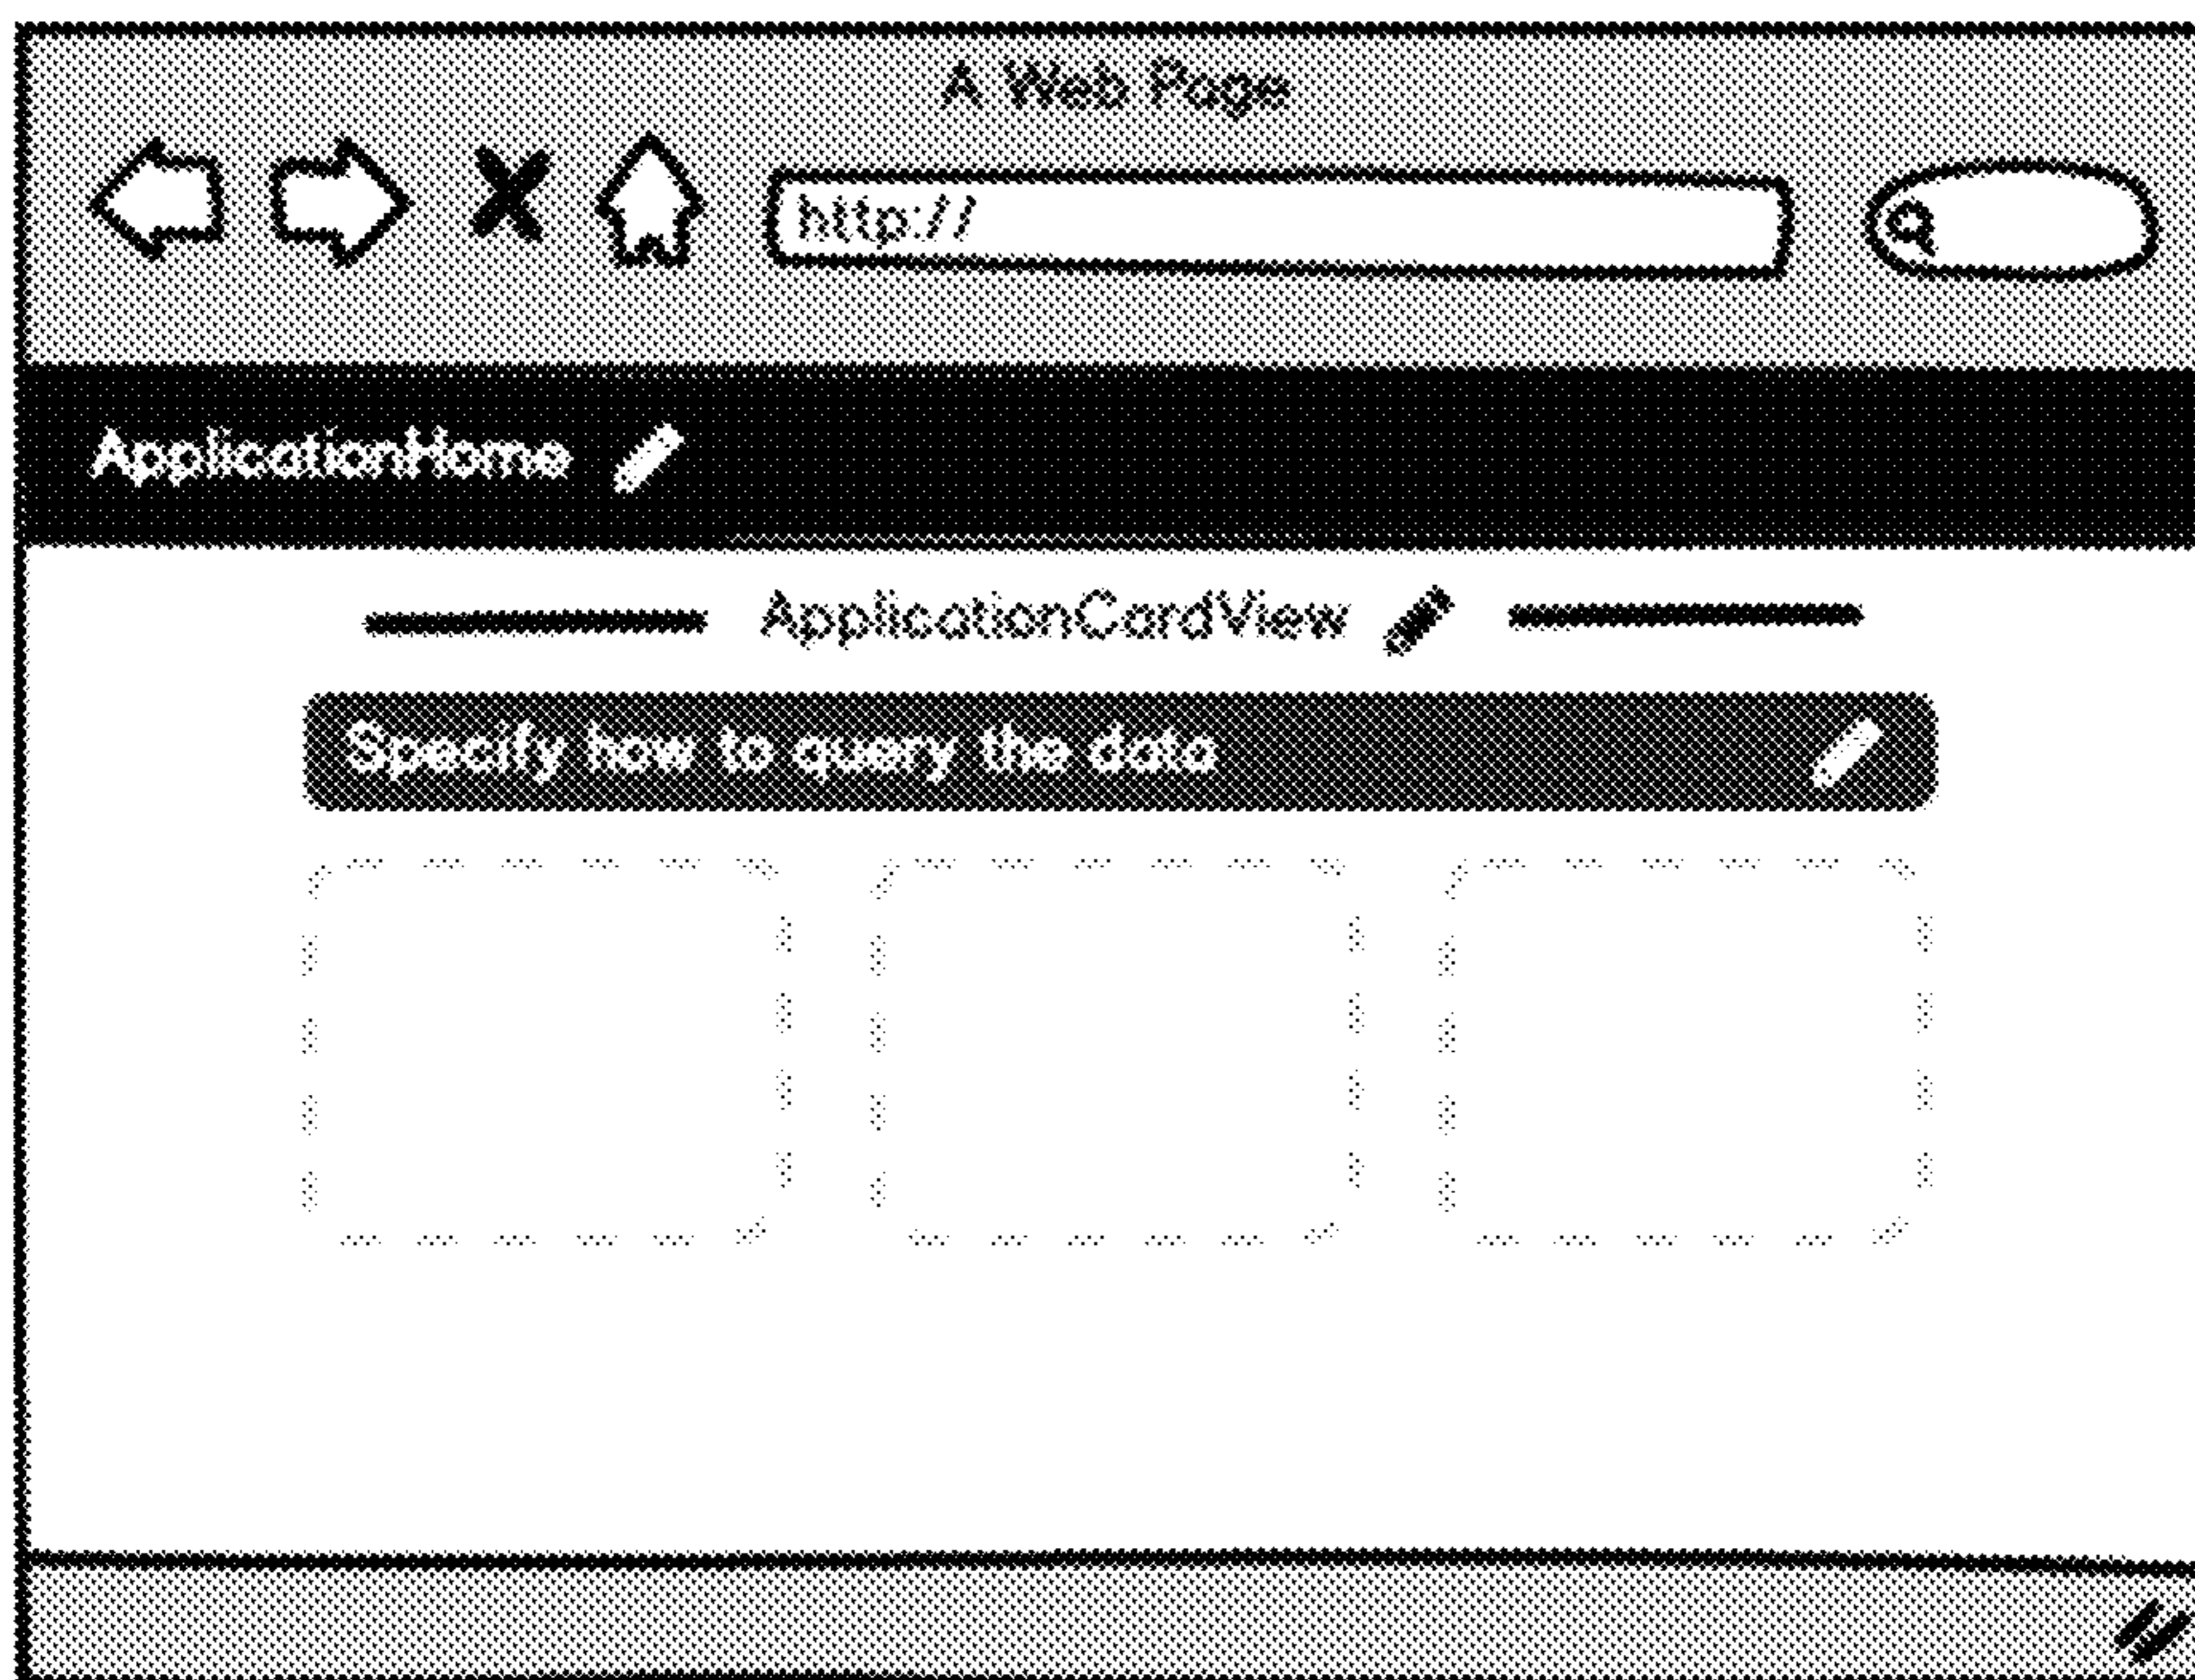 A Web Page
http://
ApplicationHome
ApplicationCardView
Specify how to query the data